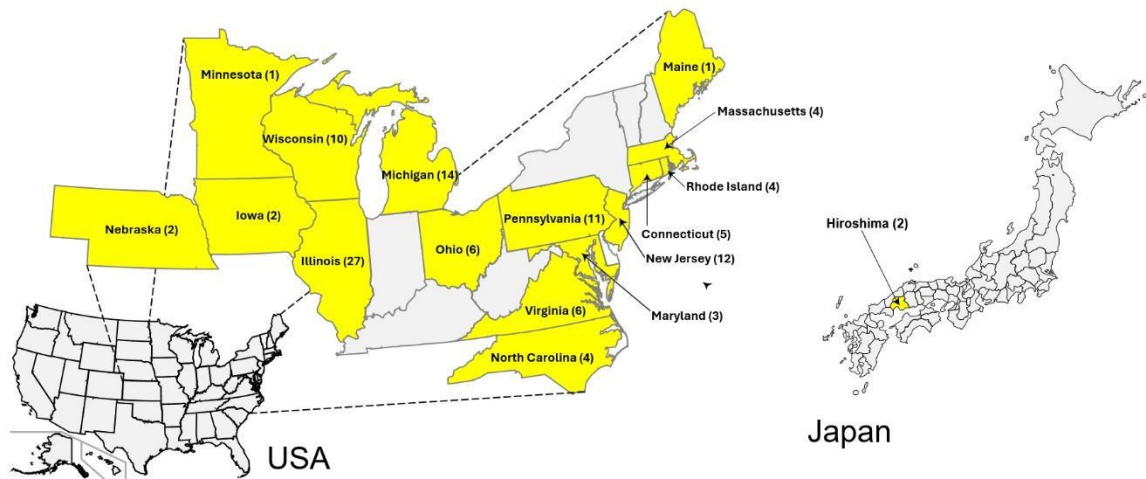 Minnesota (1)
Maine (1)
Massachusetts (4)
Wisconsin (10)
Michigan (14)
Rhode Island (4)
Nebraska (2)
Iowa (2)
Pennsylvania (11)
Hiroshima (2)
Connecticut (5)
Illinois (27)
Ohio (6)
New Jersey (12)
Virginia (6)
Maryland (3)
North Carolina (4)
USA
Japan